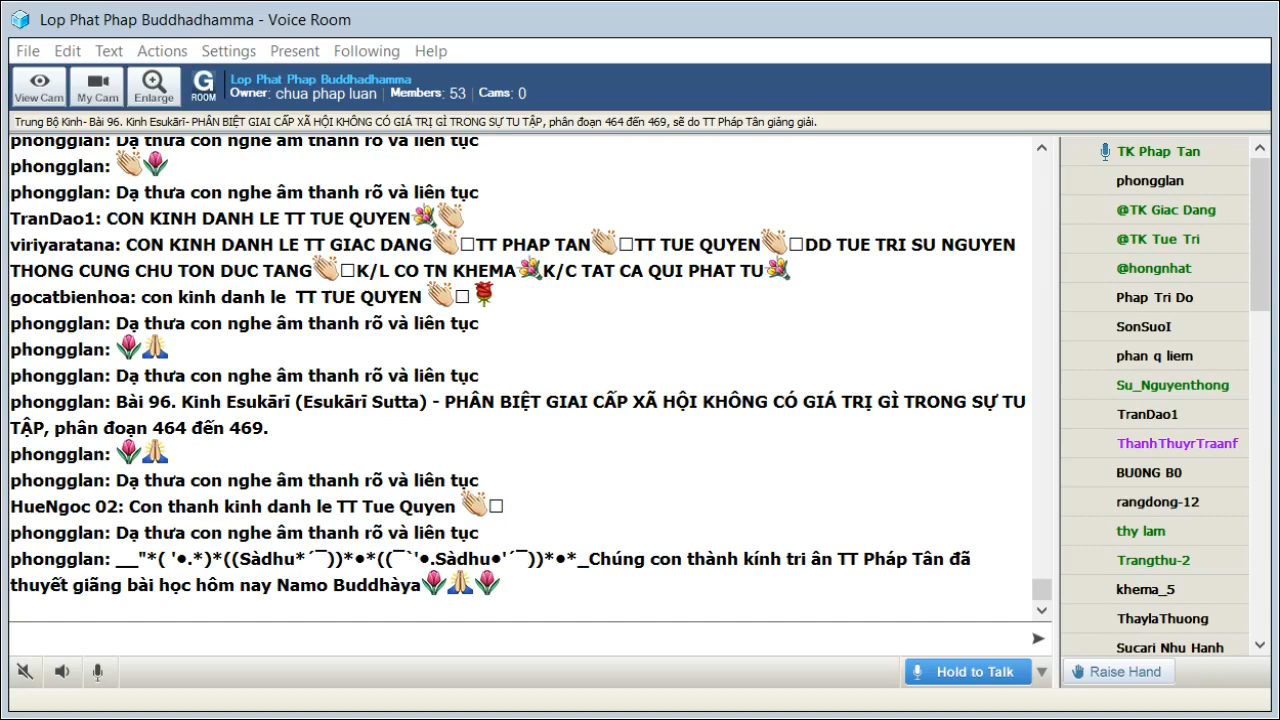 Lop Phat Phap Buddhadhamma - Voice Room
File Edit Text Actions Settings Present Following Help
View Cam My Cam Enlarge G ROOM Lop Phat Phap Buddhadhamma
Owner: chua phap luan Members: 53 Cams: 0
Trung Bộ Kinh- Bài 96. Kinh Esukārī- PHÂN BIỆT GIAI CẤP XÃ HỘI KHÔNG CÓ GIÁ TRỊ GÌ TRONG SỰ TU TẬP, phân đoạn 464 đến 469, sẽ do TT Pháp Tân giảng giải.
phongglan: Dạ thưa con nghe âm thanh rõ và liên tục
phongglan: 👏🌷
phongglan: Dạ thưa con nghe âm thanh rõ và liên tục
TranDao1: CON KINH DANH LE TT TUE QUYEN💐👏
viriyaratana: CON KINH DANH LE TT GIAC DANG👏□TT PHAP TAN👏□TT TUE QUYEN👏□DD TUE TRI SU NGUYEN
THONG CUNG CHU TON DUC TANG👏□K/L CO TN KHEMA💐K/C TAT CA QUI PHAT TU💐
gocatbienhoa: con kinh danh le TT TUE QUYEN 👏□ 🌹
phongglan: Dạ thưa con nghe âm thanh rõ và liên tục
phongglan: 🌷🙏
phongglan: Dạ thưa con nghe âm thanh rõ và liên tục
phongglan: Bài 96. Kinh Esukārī (Esukārī Sutta) - PHÂN BIỆT GIAI CẤP XÃ HỘI KHÔNG CÓ GIÁ TRỊ GÌ TRONG SỰ TU
TẬP, phân đoạn 464 đến 469.
phongglan: 🌷🙏
phongglan: Dạ thưa con nghe âm thanh rõ và liên tục
HueNgoc 02: Con thanh kinh danh le TT Tue Quyen 👏□
phongglan: Dạ thưa con nghe âm thanh rõ và liên tục
phongglan: __"*( '•.*)*((Sàdhu*´¯))*•*((¯`'•.Sàdhu•'´¯))*•*_Chúng con thành kính tri ân TT Pháp Tân đã
thuyết giãng bài học hôm nay Namo Buddhàya🌷🙏🌷
Hold to Talk
TK Phap Tan
phongglan
@TK Giac Dang
@TK Tue Tri
@hongnhat
Phap Tri Do
SonSuoI
phan q liem
Su_Nguyenthong
TranDao1
ThanhThuyrTraanf
BU0NG B0
rangdong-12
thy lam
Trangthu-2
khema_5
ThaylaThuong
Sucari Nhu Hanh
Raise Hand